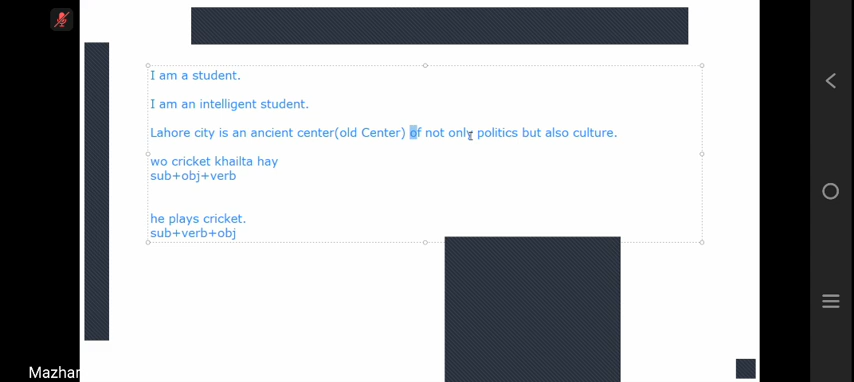 I am a student.
I am an intelligent student.
Lahore city is an ancient center(old Center) of not only politics but also culture.
wo cricket khailta hay
sub+obj+verb
he plays cricket.
sub+verb+obj
Mazhar